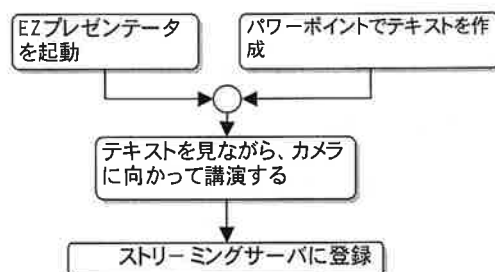 EZプレゼンテータ
を起動
パワーポイントでテキストを作
成
テキストを見ながら、カメラ
に向かって講演する
ストリーミングサーバに登録